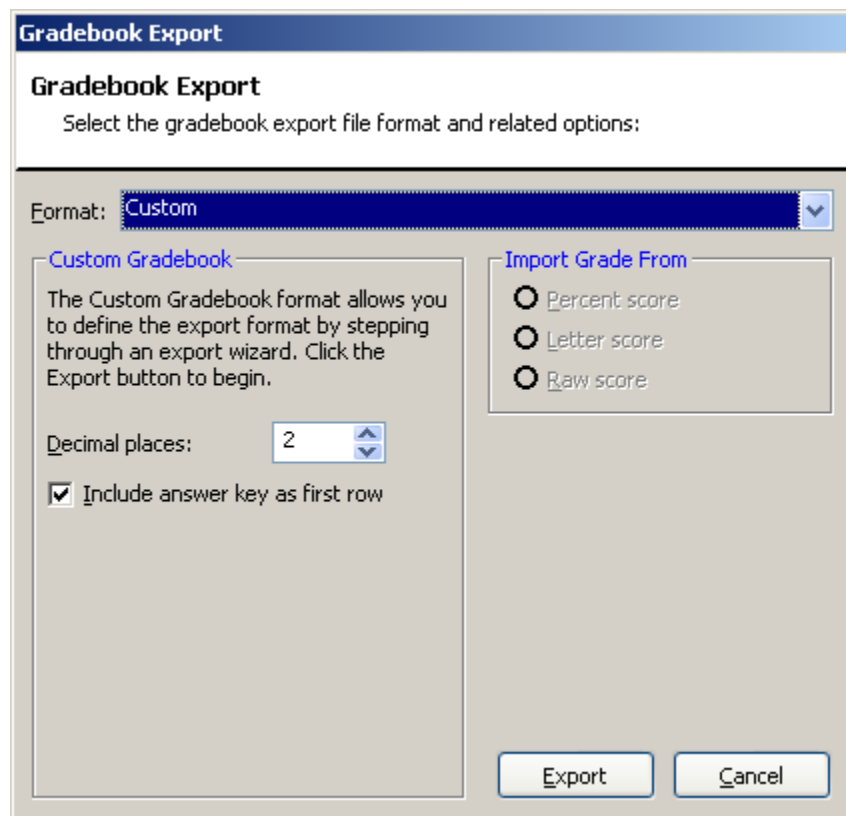 Gradebook Export
Gradebook Export
Select the gradebook export file format and related options:
Format: Custom
Custom Gradebook
The Custom Gradebook format allows you
to define the export format by stepping
through an export wizard. Click the
Export button to begin.
Decimal places: 2
Include answer key as first row
Import Grade From
Percent score
Letter score
Raw score
Export Cancel